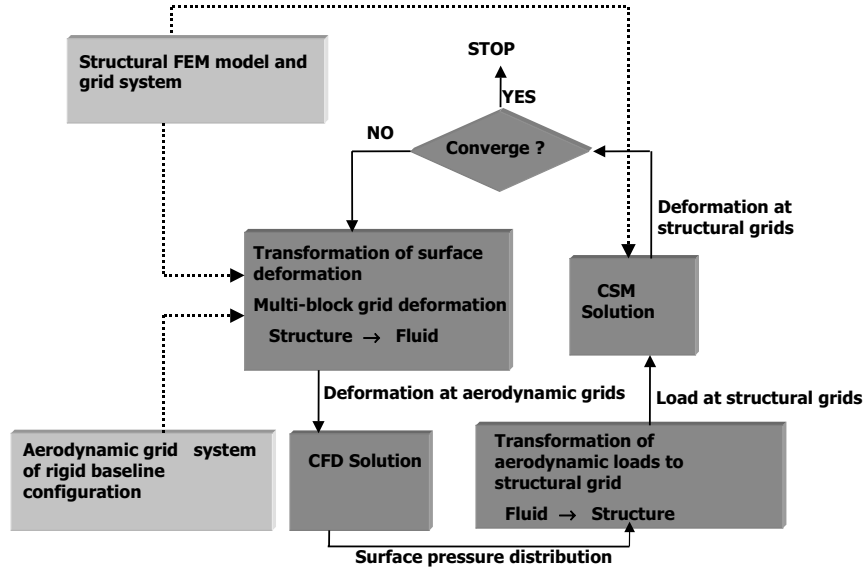 Structural FEM model and
grid system
STOP
YES
NO
Converge ?
Deformation at
structural grids
Transformation of surface
deformation
Multi-block grid deformation
Structure → Fluid
CSM
Solution
Deformation at aerodynamic grids
Load at structural grids
Aerodynamic grid system
of rigid baseline
configuration
CFD Solution
Transformation of
aerodynamic loads to
structural grid
Fluid → Structure
Surface pressure distribution